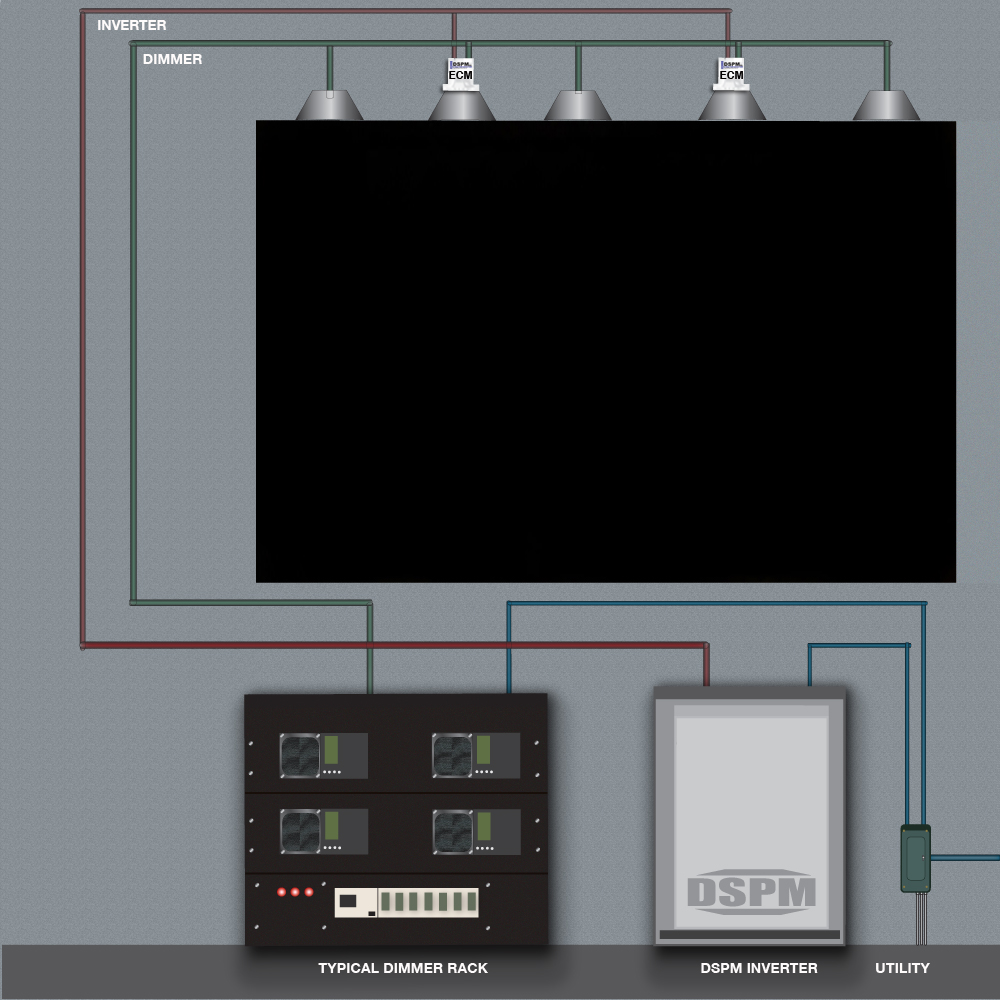 INVERTER
DIMMER
DSPM
ECM
DSPM
ECM
DSPM
TYPICAL DIMMER RACK
DSPM INVERTER
UTILITY